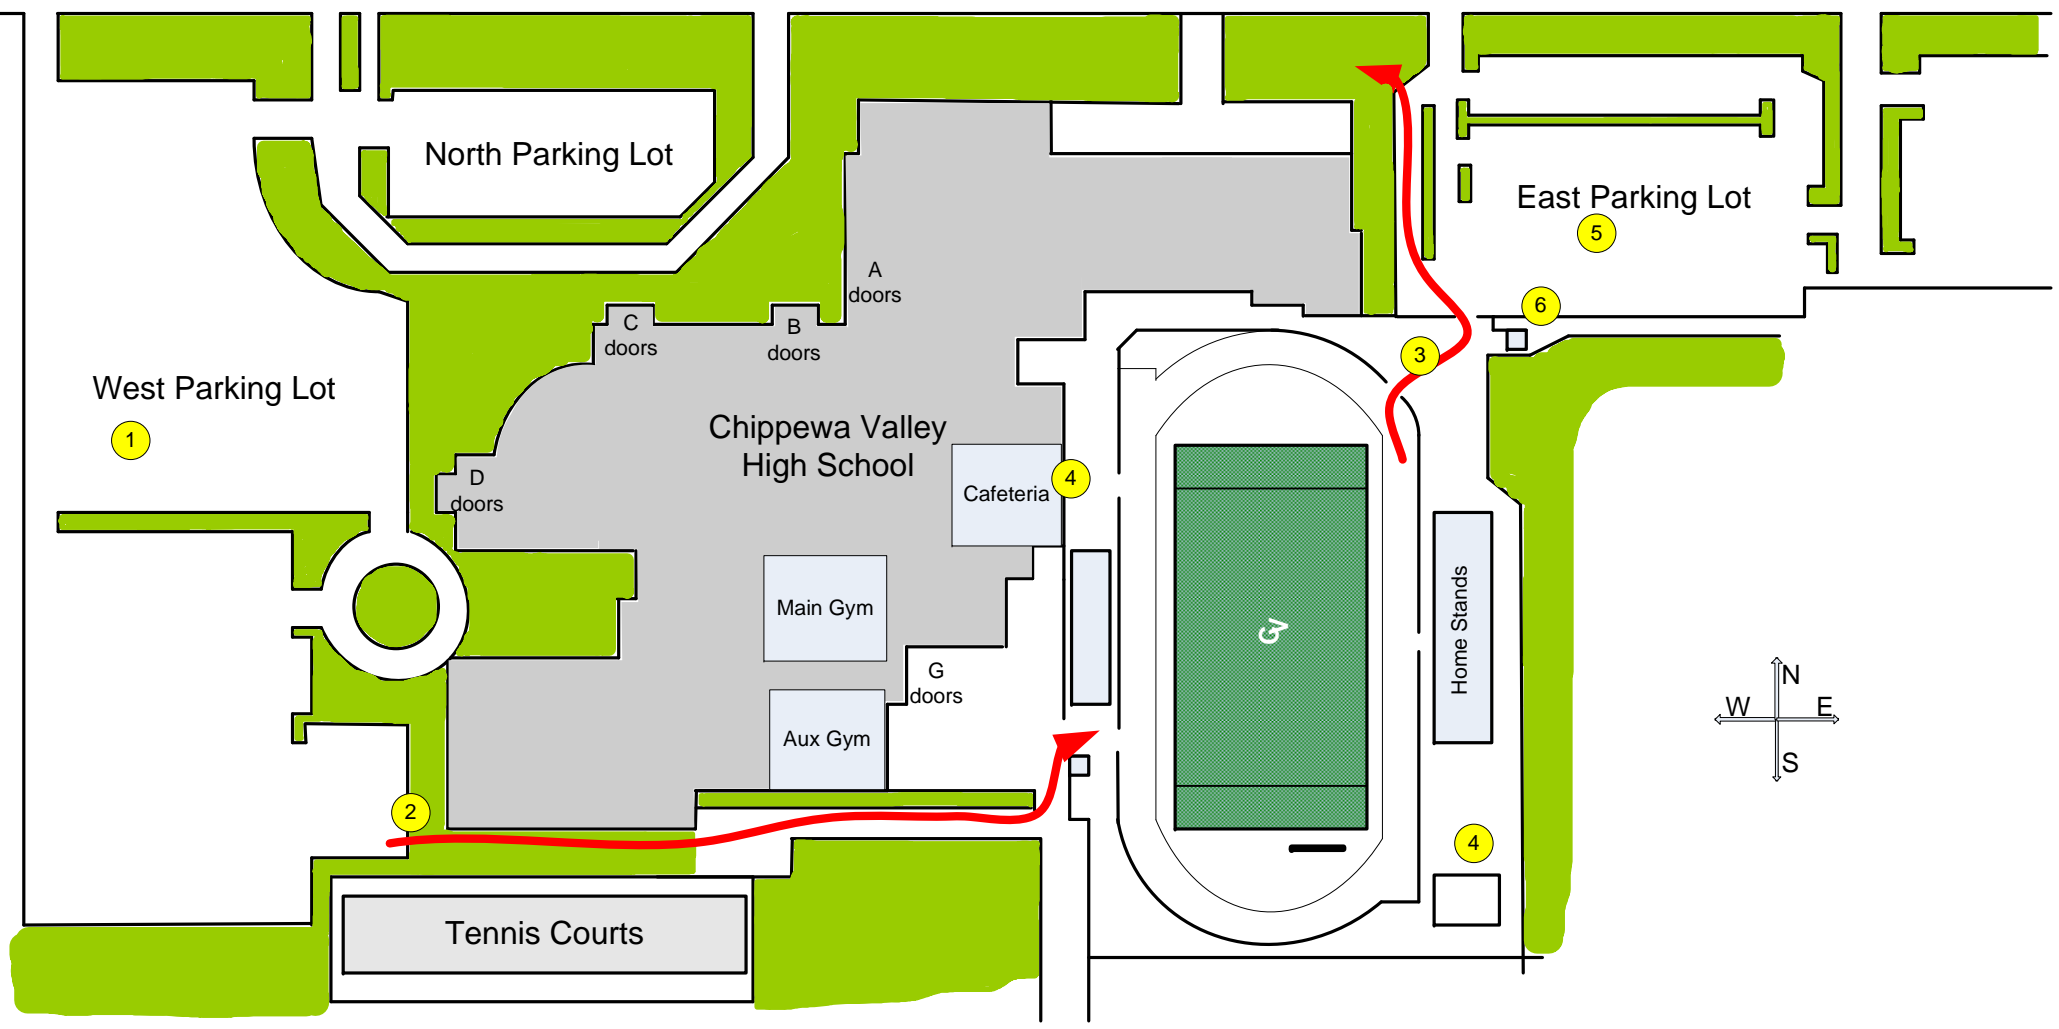 North Parking Lot
East Parking Lot
5
6
A
doors
C
doors
B
doors
3
West Parking Lot
1
Chippewa Valley
High School
D
doors
Cafeteria
4
Main Gym
Home Stands
CV
G
doors
N
W
E
S
Aux Gym
2
4
Tennis Courts